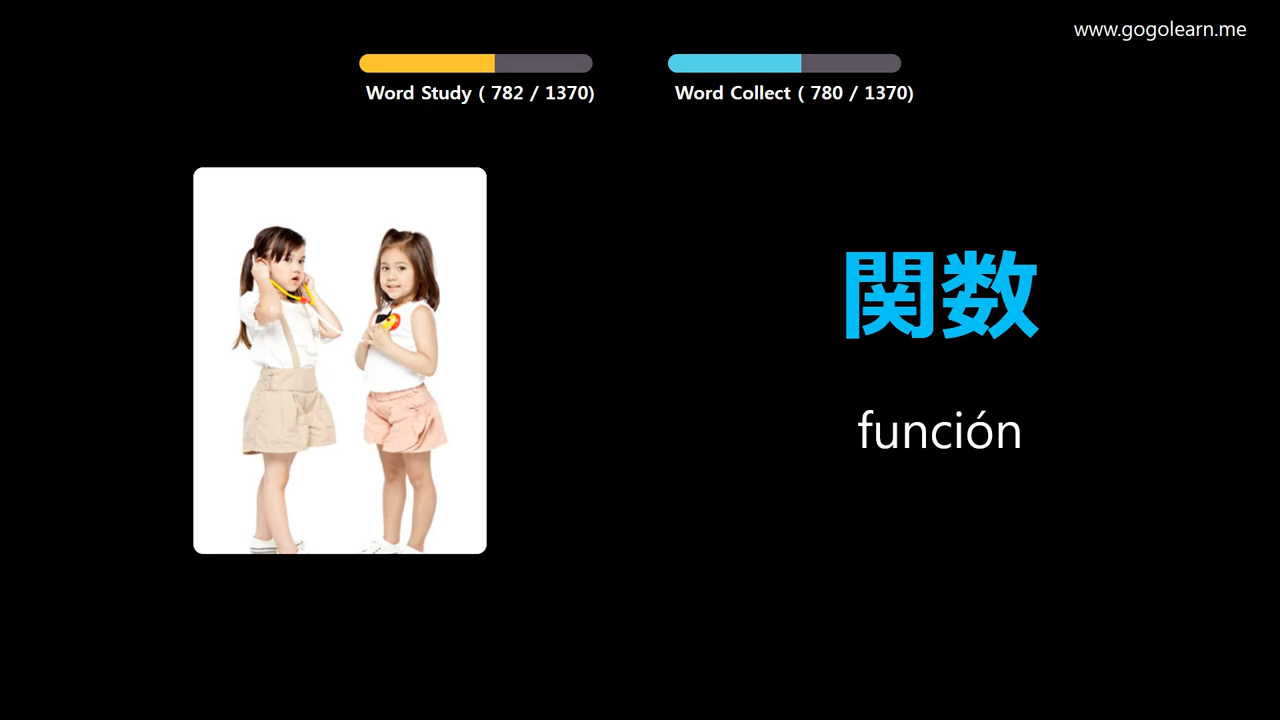 www.gogolearn.me
Word Study ( 782 / 1370)
Word Collect ( 780 / 1370)
関数
función